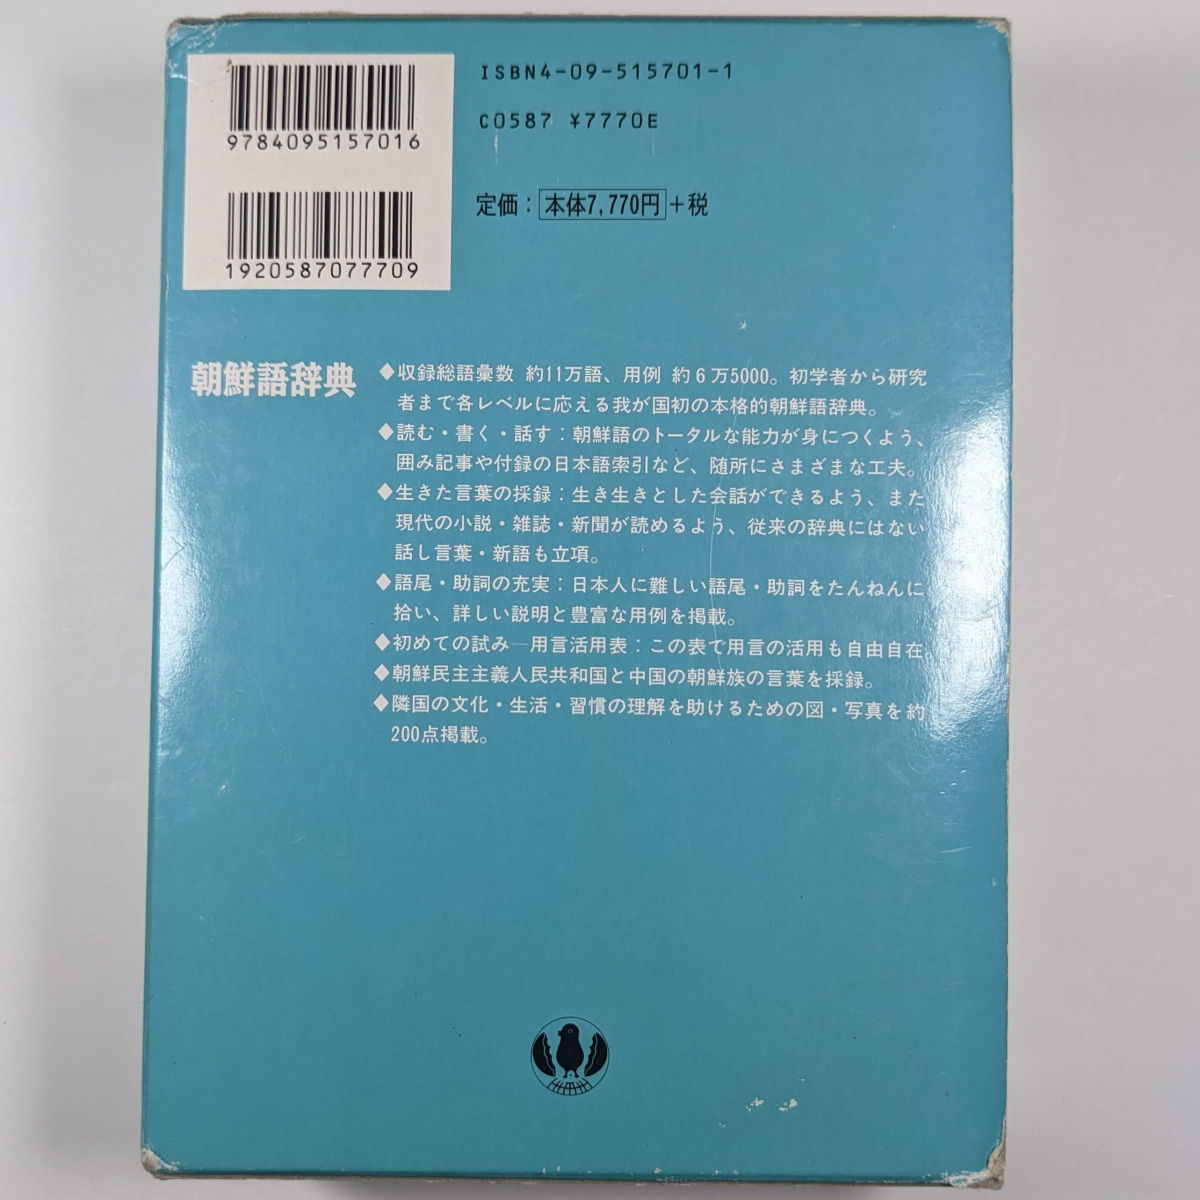 ISBN4-09-515701-1
9784095157016
C0587 ¥7770E
定価：本体7,770円+税
1920587077709
朝鮮語辞典
◆収録総語彙数 約11万語、用例 約6万5000。初学者から研究
者まで各レベルに応える我が国初の本格的朝鮮語辞典。
◆読む・書く・話す：朝鮮語のトータルな能力が身につくよう、
囲み記事や付録の日本語索引など、随所にさまざまな工夫。
◆生きた言葉の採録：生き生きとした会話ができるよう、また
現代の小説・雑誌・新聞が読めるよう、従来の辞典にはない
話し言葉・新語も立項。
◆語尾・助詞の充実：日本人に難しい語尾・助詞をたんねんに
拾い、詳しい説明と豊富な用例を掲載。
◆初めての試み―用言活用表：この表で用言の活用も自由自在
◆朝鮮民主主義人民共和国と中国の朝鮮族の言葉を採録。
◆隣国の文化・生活・習慣の理解を助けるための図・写真を約
200点掲載。